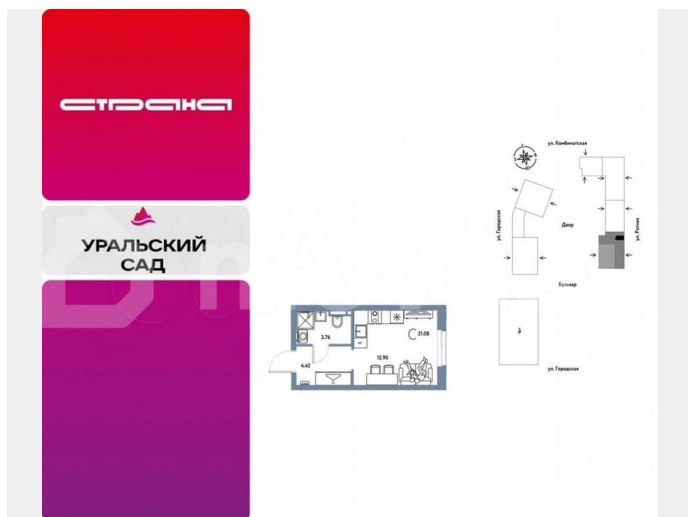 страна
УРАЛЬСКИЙ
САД
ул. Комбинатская
ул. Городская
Двор
ул. Ратная
Бульвар
P
ул. Городская
3.76
С 21.08
4.42
12.90